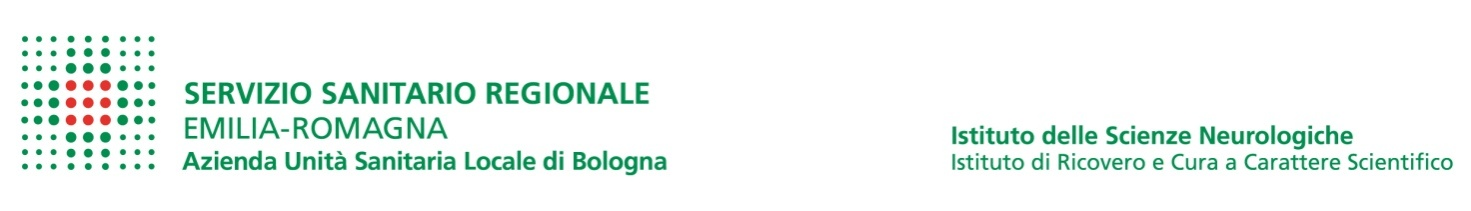 SERVIZIO SANITARIO REGIONALE
EMILIA-ROMAGNA
Azienda Unità Sanitaria Locale di Bologna
Istituto delle Scienze Neurologiche
Istituto di Ricovero e Cura a Carattere Scientifico